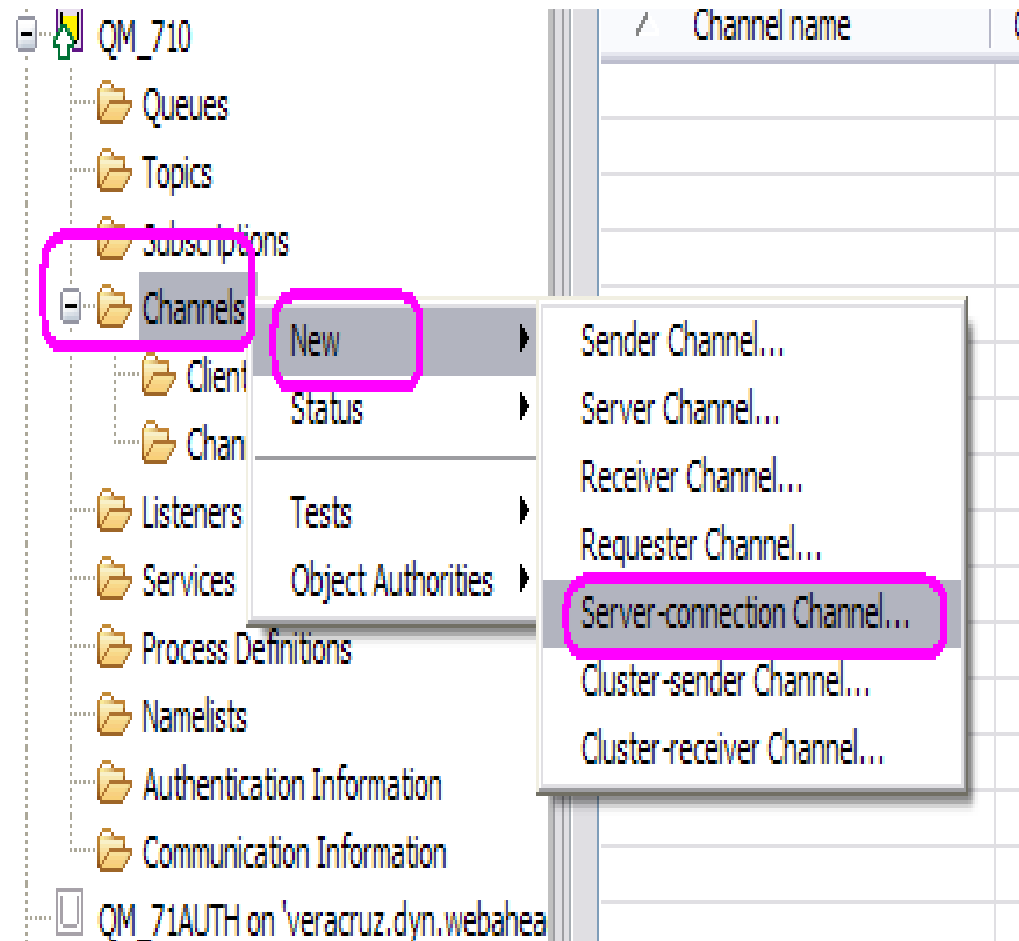 QM_710
Channel name
Queues
Topics
Subscriptions
Channels
New
Sender Channel...
Client
Status
Server Channel...
Chan
Receiver Channel...
Listeners
Tests
Requester Channel...
Services
Object Authorities
Server-connection Channel...
Process Definitions
Cluster-sender Channel...
Namelists
Cluster-receiver Channel...
Authentication Information
Communication Information
QM_71AUTH on 'veracruz.dyn.webahea